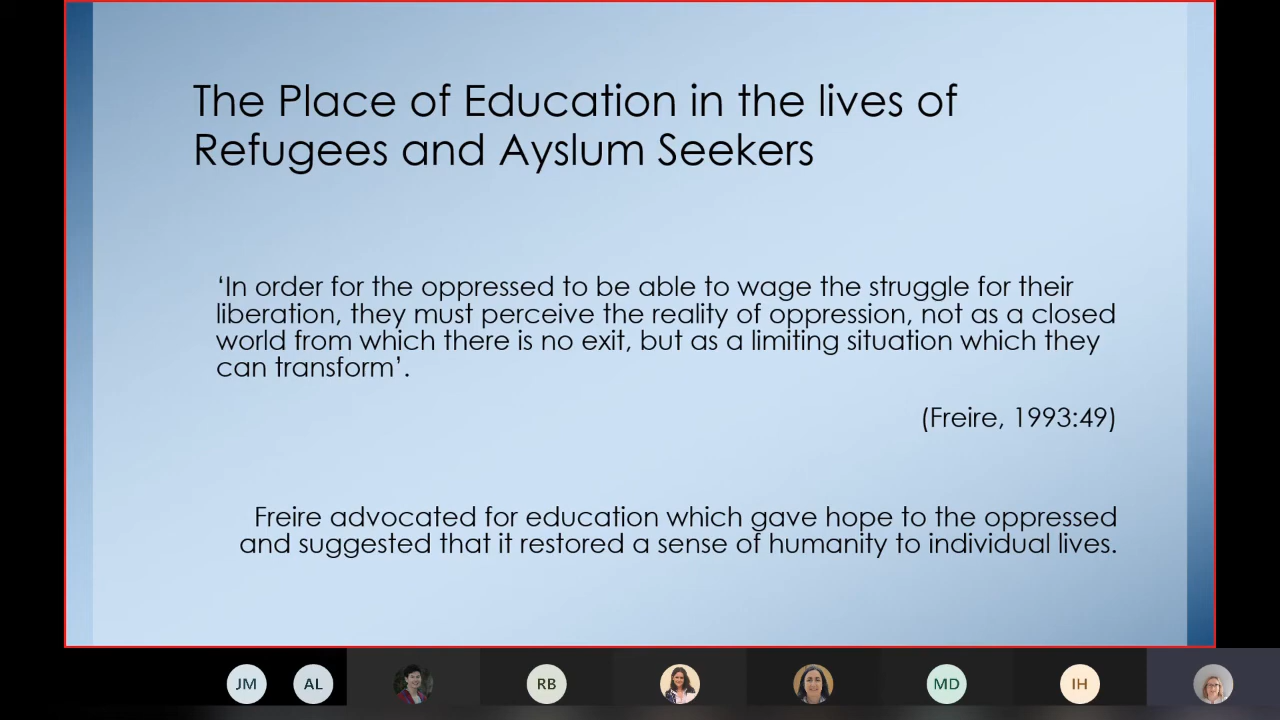 The Place of Education in the lives of
Refugees and Ayslum Seekers
‘In order for the oppressed to be able to wage the struggle for their
liberation, they must perceive the reality of oppression, not as a closed
world from which there is no exit, but as a limiting situation which they
can transform’.
(Freire, 1993:49)
Freire advocated for education which gave hope to the oppressed
and suggested that it restored a sense of humanity to individual lives.
JM AL RB MD IH